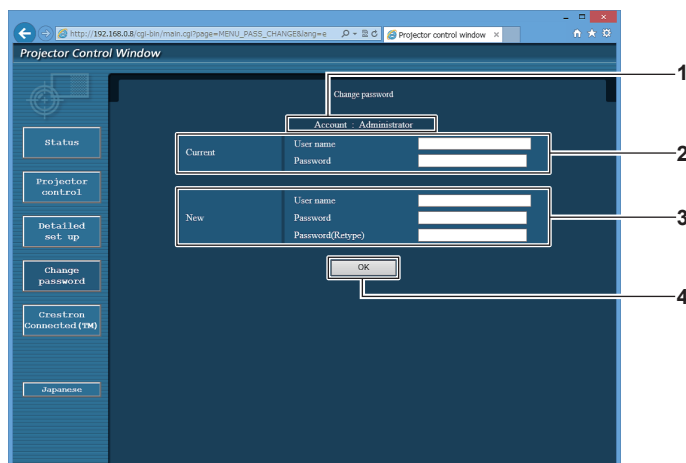 http://192.168.0.8/cgi-bin/main.cgi?page=MENU_PASS_CHANGE&lang=e
Projector control window
Projector Control Window
Change password
1
Account : Administrator
Status
Current
User name
Password
2
Projector
control
New
User name
Password
Password(Retype)
3
Detailed
set up
OK
Change
password
4
Crestron
Connected(TM)
Japanese